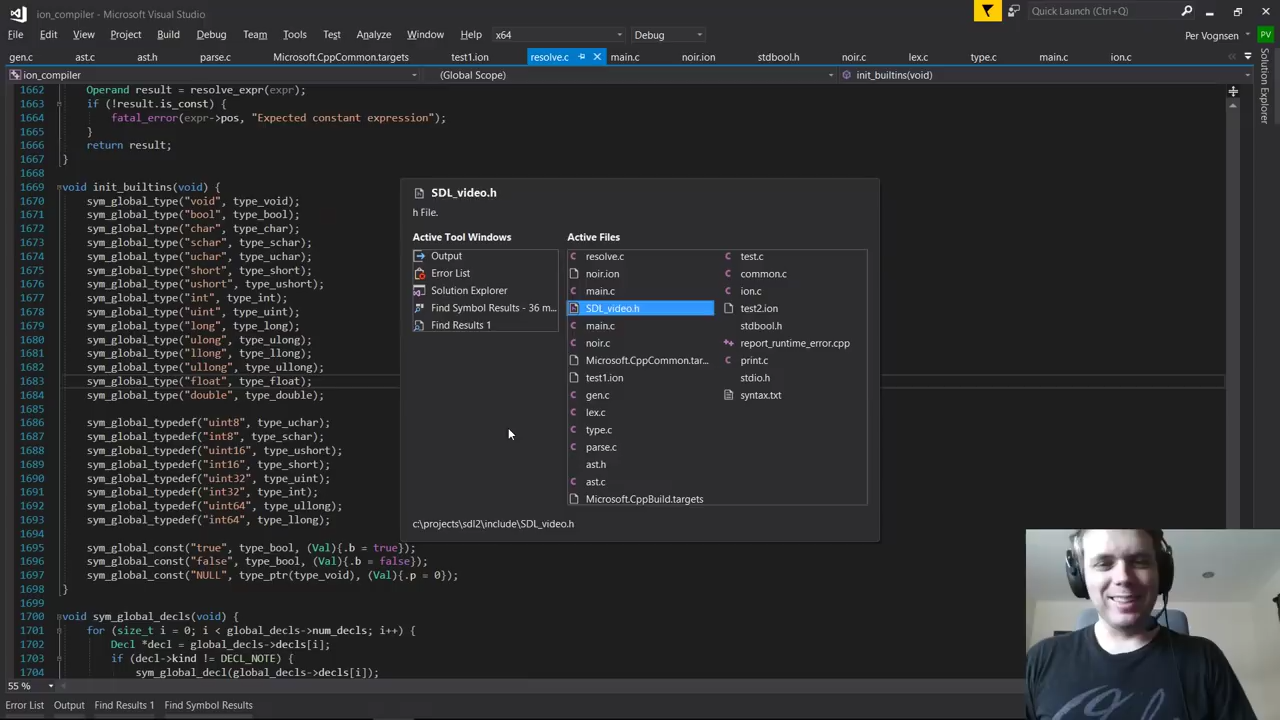 ion_compiler - Microsoft Visual Studio
Quick Launch (Ctrl+Q)
File Edit View Project Build Debug Team Tools Test Analyze Window Help x64 Debug
Per Vognsen PV
gen.c ast.c ast.h parse.c Microsoft.CppCommon.targets test1.ion resolve.c main.c noir.ion stdbool.h noir.c lex.c type.c main.c ion.c
ion_compiler (Global Scope) init_builtins(void)
Solution Explorer
1662 Operand result = resolve_expr(expr);
1663 if (!result.is_const) {
1664 fatal_error(expr->pos, "Expected constant expression");
1665 }
1666 return result;
1667 }
1668
1669 void init_builtins(void) {
1670 sym_global_type("void", type_void);
1671 sym_global_type("bool", type_bool);
1672 sym_global_type("char", type_char);
1673 sym_global_type("schar", type_schar);
1674 sym_global_type("uchar", type_uchar);
1675 sym_global_type("short", type_short);
1676 sym_global_type("ushort", type_ushort);
1677 sym_global_type("int", type_int);
1678 sym_global_type("uint", type_uint);
1679 sym_global_type("long", type_long);
1680 sym_global_type("ulong", type_ulong);
1681 sym_global_type("llong", type_llong);
1682 sym_global_type("ullong", type_ullong);
1683 sym_global_type("float", type_float);
1684 sym_global_type("double", type_double);
1685
1686 sym_global_typedef("uint8", type_uchar);
1687 sym_global_typedef("int8", type_schar);
1688 sym_global_typedef("uint16", type_ushort);
1689 sym_global_typedef("int16", type_short);
1690 sym_global_typedef("uint32", type_uint);
1691 sym_global_typedef("int32", type_int);
1692 sym_global_typedef("uint64", type_ullong);
1693 sym_global_typedef("int64", type_llong);
1694
1695 sym_global_const("true", type_bool, (Val){.b = true});
1696 sym_global_const("false", type_bool, (Val){.b = false});
1697 sym_global_const("NULL", type_ptr(type_void), (Val){.p = 0});
1698 }
1699
1700 void sym_global_decls(void) {
1701 for (size_t i = 0; i < global_decls->num_decls; i++) {
1702 Decl *decl = global_decls->decls[i];
1703 if (decl->kind != DECL_NOTE) {
1704 sym_global_decl(global_decls->decls[i]);
SDL_video.h
h File.
Active Tool Windows
Output
Error List
Solution Explorer
Find Symbol Results - 36 m...
Find Results 1
Active Files
resolve.c
noir.ion
main.c
SDL_video.h
main.c
noir.c
Microsoft.CppCommon.tar...
test1.ion
gen.c
lex.c
type.c
parse.c
ast.h
ast.c
Microsoft.CppBuild.targets
test.c
common.c
ion.c
test2.ion
stdbool.h
report_runtime_error.cpp
print.c
stdio.h
syntax.txt
c:\projects\sdl2\include\SDL_video.h
55 %
Error List Output Find Results 1 Find Symbol Results